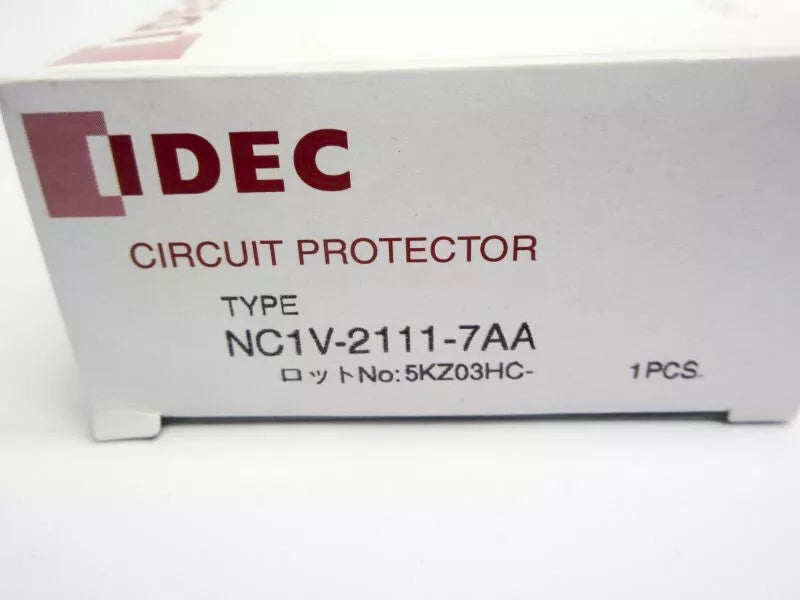 IDEC
CIRCUIT PROTECTOR
TYPE
NC1V-2111-7AA
ロットNo:5KZ03HC-
1PCS.